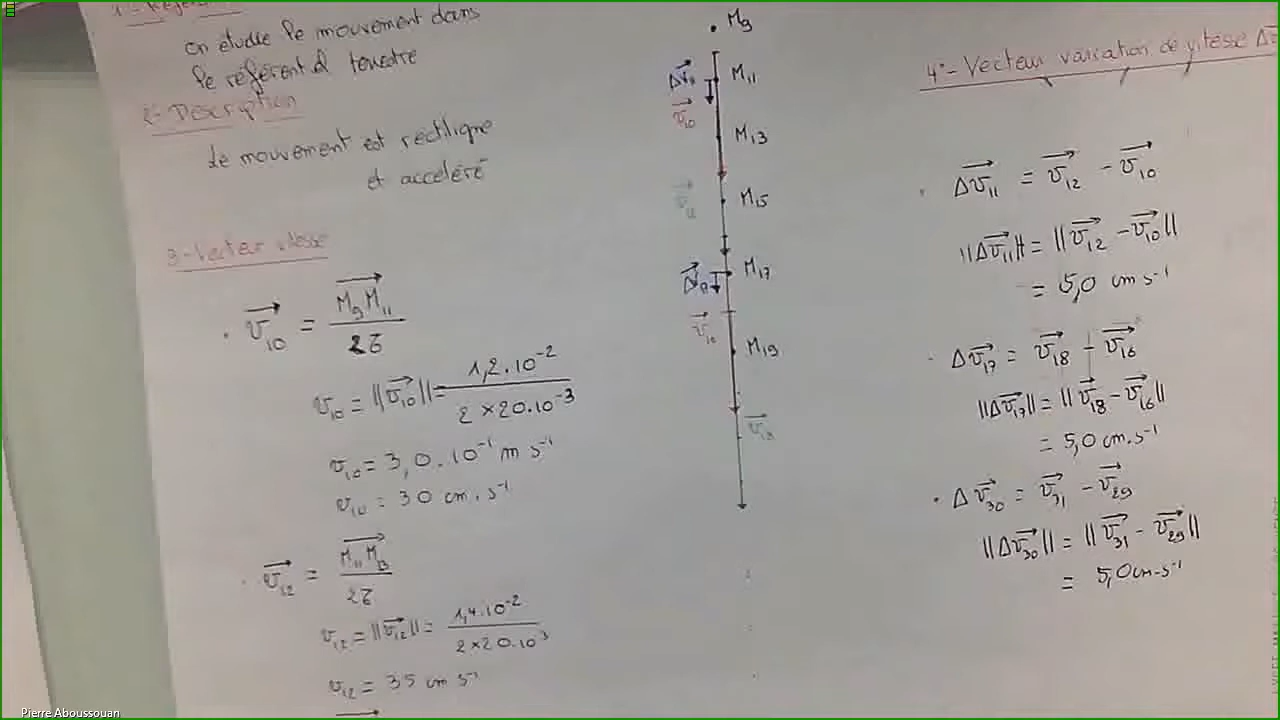 on étudie le mouvement dans
le référentiel terrestre
2°- Description
Le mouvement est rectiligne
et accéléré
3- Vecteur vitesse
. v₁₀ = M₉M₁₁ / 2τ
v₁₀ = ||v₁₀|| = 1,2.10⁻² / 2 × 20.10⁻³
v₁₀ = 3,0.10⁻¹ m s⁻¹
v₁₀ = 30 cm.s⁻¹
. v₁₂ = M₁₁M₁₃ / 2τ
v₁₂ = ||v₁₂|| = 1,4.10⁻² / 2×20.10⁻³
v₁₂ = 35 cm s⁻¹
M₉
Δv₁₁
M₁₁
v₁₀
M₁₃
M₁₅
M₁₇
v₁₆
M₁₉
v₁₈
4°- Vecteur variation de vitesse
. Δv₁₁ = v₁₂ - v₁₀
||Δv₁₁|| = ||v₁₂ - v₁₀||
= 5,0 cm s⁻¹
. Δv₁₇ = v₁₈ - v₁₆
||Δv₁₇|| = ||v₁₈ - v₁₆||
= 5,0 cm.s⁻¹
. Δv₃₀ = v₃₁ - v₂₉
||Δv₃₀|| = ||v₃₁ - v₂₉||
= 5,0 cm.s⁻¹
Pierre Aboussouan